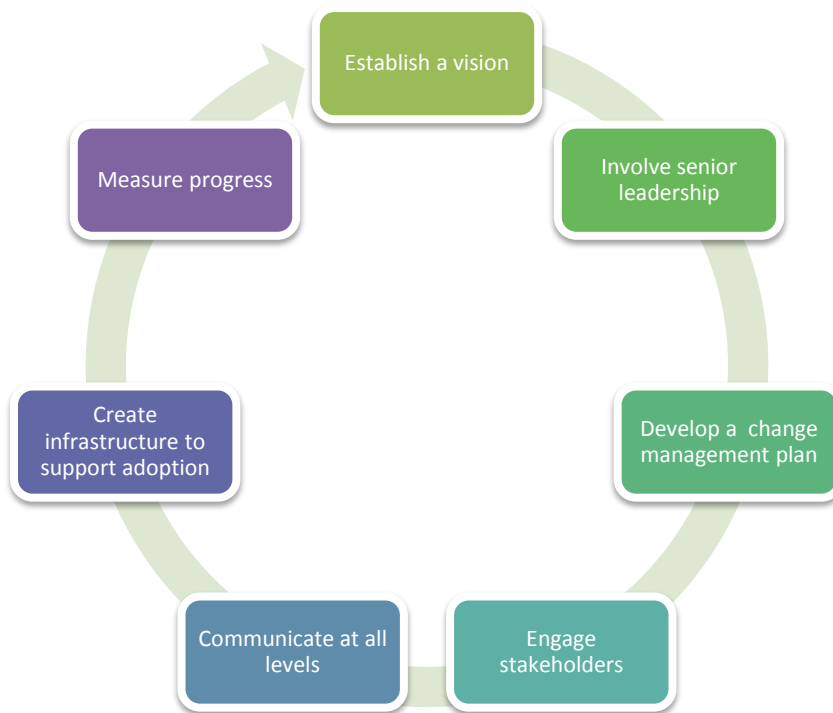 Establish a vision
Involve senior
leadership
Develop a  change
management plan
Engage
stakeholders
Communicate at all
levels
Create
infrastructure to
support adoption
Measure progress